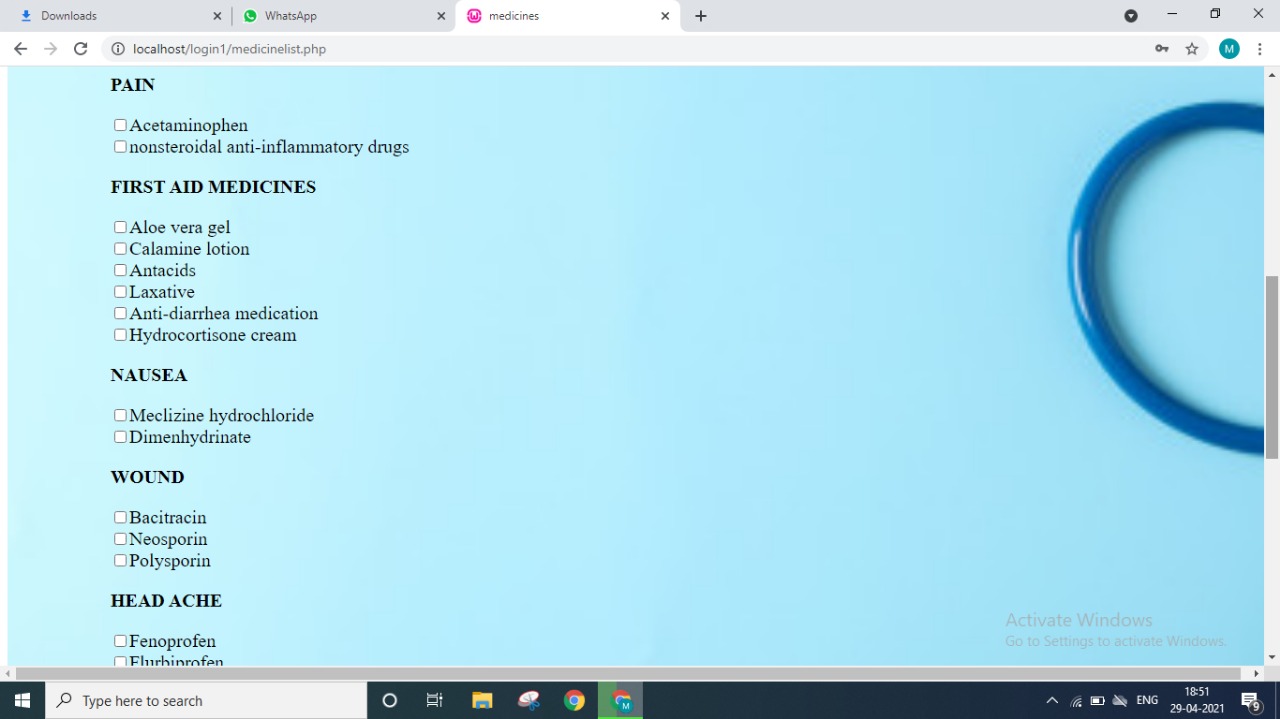 Downloads
WhatsApp
medicines
localhost/login1/medicinelist.php
M
PAIN
Acetaminophen
nonsteroidal anti-inflammatory drugs
FIRST AID MEDICINES
Aloe vera gel
Calamine lotion
Antacids
Laxative
Anti-diarrhea medication
Hydrocortisone cream
NAUSEA
Meclizine hydrochloride
Dimenhydrinate
WOUND
Bacitracin
Neosporin
Polysporin
HEAD ACHE
Fenoprofen
Flurbiprofen
Activate Windows
Go to Settings to activate Windows.
Type here to search
M
ENG
18:51
29-04-2021
9